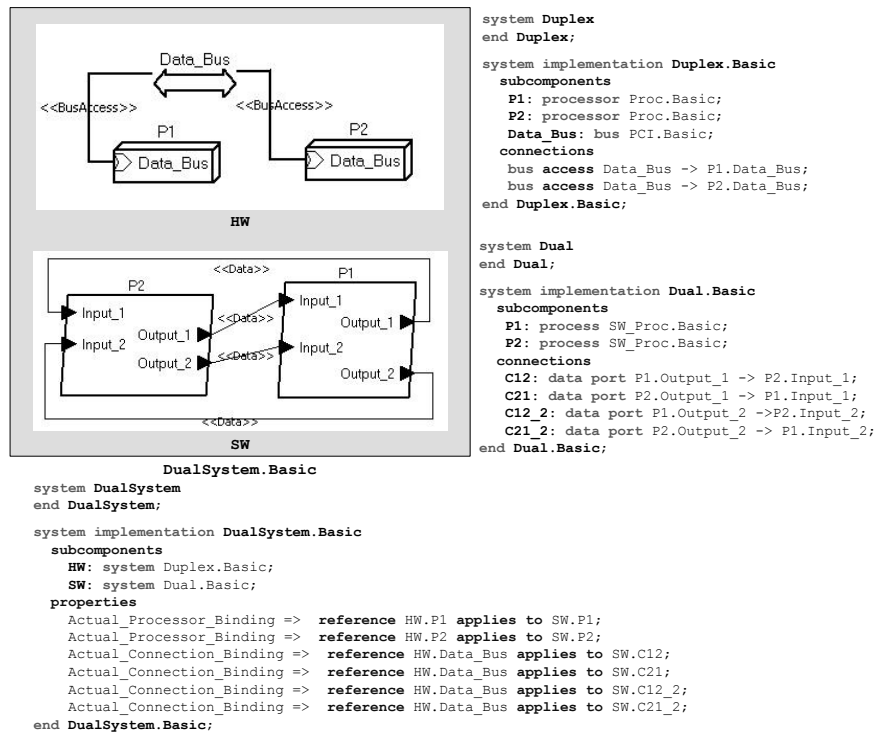 Data_Bus
<<BusAccess>>
<<BusAccess>>
P1
P2
Data_Bus
Data_Bus
HW
<<Data>>
P1
P2
Input_1
Input_1
<<Data>>
Output_1
Output_1
Input_2
Input_2
<<Data>>
Output_2
Output_2
<<Data>>
SW
DualSystem.Basic
system Duplex
end Duplex;
system implementation Duplex.Basic
subcomponents
P1: processor Proc.Basic;
P2: processor Proc.Basic;
Data_Bus: bus PCI.Basic;
connections
bus access Data_Bus -> P1.Data_Bus;
bus access Data_Bus -> P2.Data_Bus;
end Duplex.Basic;
system Dual
end Dual;
system implementation Dual.Basic
subcomponents
P1: process SW_Proc.Basic;
P2: process SW_Proc.Basic;
connections
C12: data port P1.Output_1 -> P2.Input_1;
C21: data port P2.Output_1 -> P1.Input_1;
C12_2: data port P1.Output_2 ->P2.Input_2;
C21_2: data port P2.Output_2 -> P1.Input_2;
end Dual.Basic;
system DualSystem
end DualSystem;
system implementation DualSystem.Basic
subcomponents
HW: system Duplex.Basic;
SW: system Dual.Basic;
properties
Actual_Processor_Binding => reference HW.P1 applies to SW.P1;
Actual_Processor_Binding => reference HW.P2 applies to SW.P2;
Actual_Connection_Binding => reference HW.Data_Bus applies to SW.C12;
Actual_Connection_Binding => reference HW.Data_Bus applies to SW.C21;
Actual_Connection_Binding => reference HW.Data_Bus applies to SW.C12_2;
Actual_Connection_Binding => reference HW.Data_Bus applies to SW.C21_2;
end DualSystem.Basic;